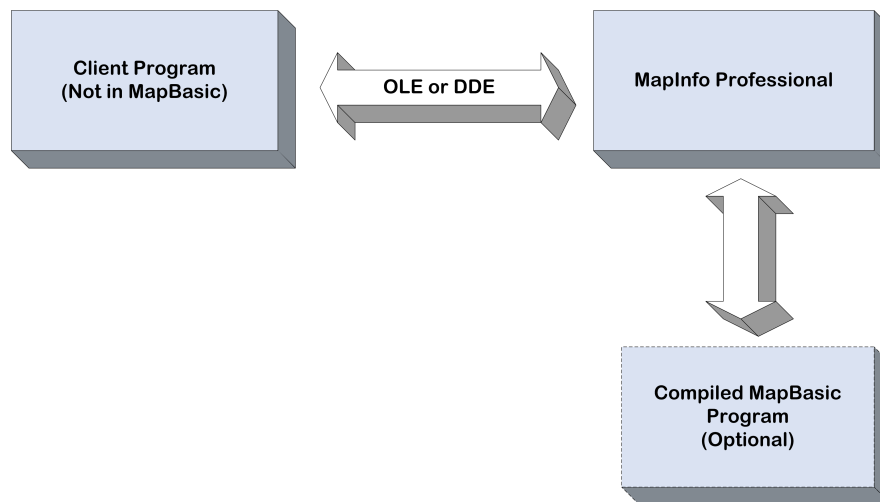 Client Program
(Not in MapBasic)
OLE or DDE
MapInfo Professional
Compiled MapBasic
Program
(Optional)